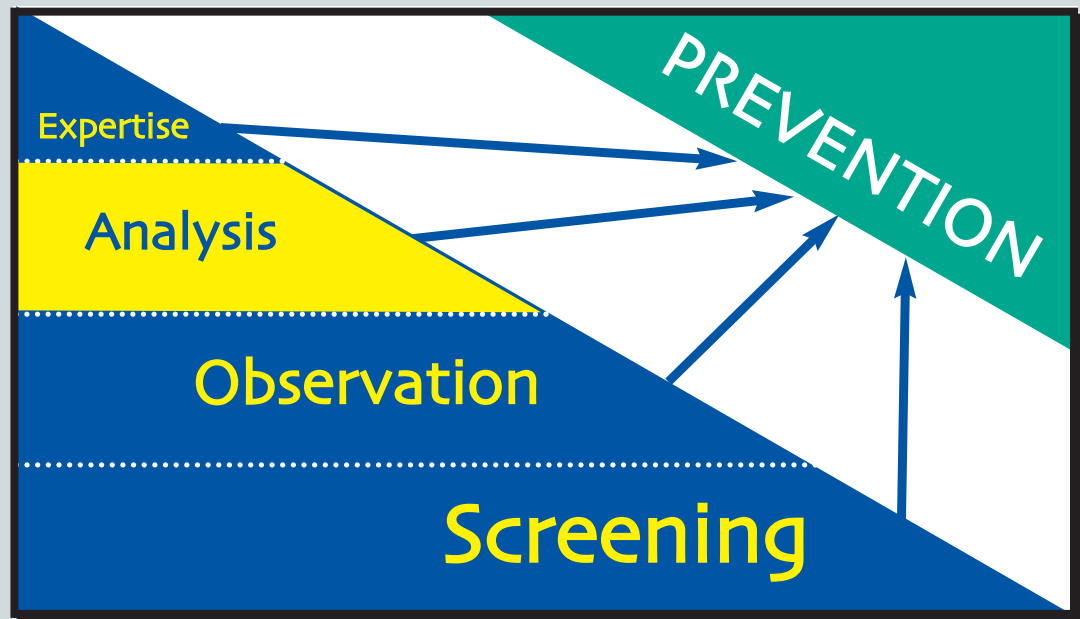 PREVENTION
Expertise
Analysis
Observation
Screening